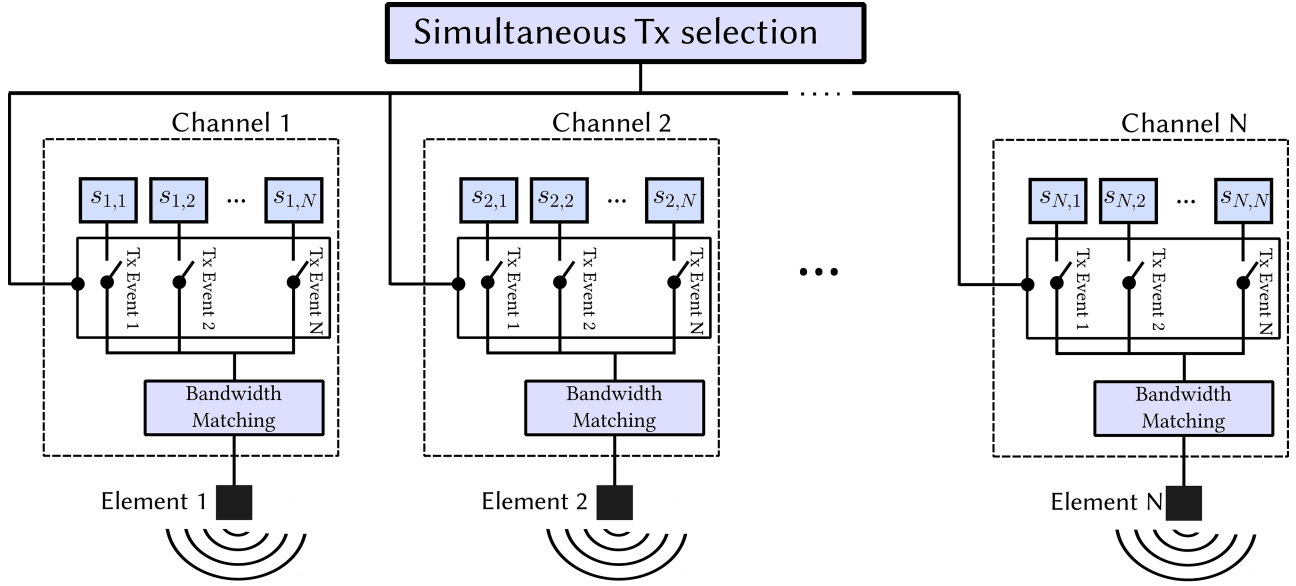 Simultaneous Tx selection
Channel 1
Channel 2
Channel N
s1,1
s1,2
...
s1,N
s2,1
s2,2
...
s2,N
sN,1
sN,2
...
sN,N
Tx Event 1
Tx Event 2
Tx Event N
Tx Event 1
Tx Event 2
Tx Event N
Tx Event 1
Tx Event 2
Tx Event N
Bandwidth
Matching
Bandwidth
Matching
Bandwidth
Matching
Element 1
Element 2
Element N